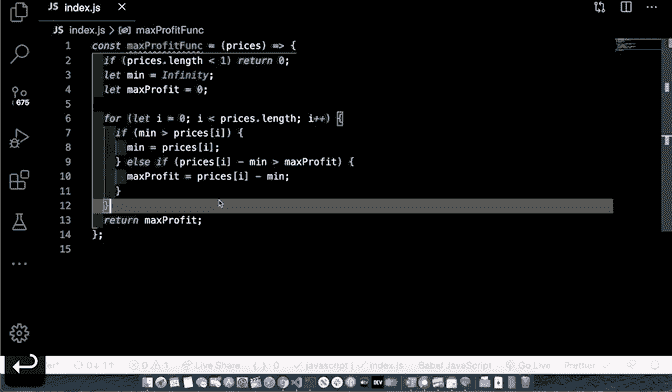 JS index.js ×
JS index.js > maxProfitFunc
1 const maxProfitFunc = (prices) => {
2 if (prices.length < 1) return 0;
3 let min = Infinity;
4 let maxProfit = 0;
5
6 for (let i = 0; i < prices.length; i++) {
7 if (min > prices[i]) {
8 min = prices[i];
9 } else if (prices[i] - min > maxProfit) {
10 maxProfit = prices[i] - min;
11 }
12 }
13 return maxProfit;
14 };
15
675
Live Share... javascript | index.js Babel JavaScript Go Live Prettier